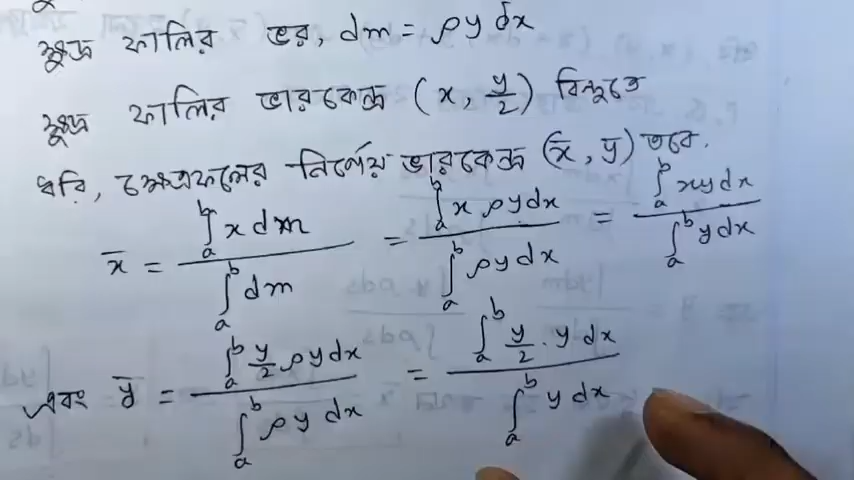 ক্ষুদ্র ফালির ভর, dm = ρy dx
ক্ষুদ্র ফালির ভারকেন্দ্র (x, y/2) বিন্দুতে
ধরি, ক্ষেত্রফলের নির্ণেয় ভারকেন্দ্র (x̄, ȳ) তবে.
x̄ = ∫ₐᵇ x dm / ∫ₐᵇ dm = ∫ₐᵇ x ρy dx / ∫ₐᵇ ρy dx = ∫ₐᵇ xy dx / ∫ₐᵇ y dx
এবং ȳ = ∫ₐᵇ y/2 ρy dx / ∫ₐᵇ ρy dx = ∫ₐᵇ y/2 · y dx / ∫ₐᵇ y dx